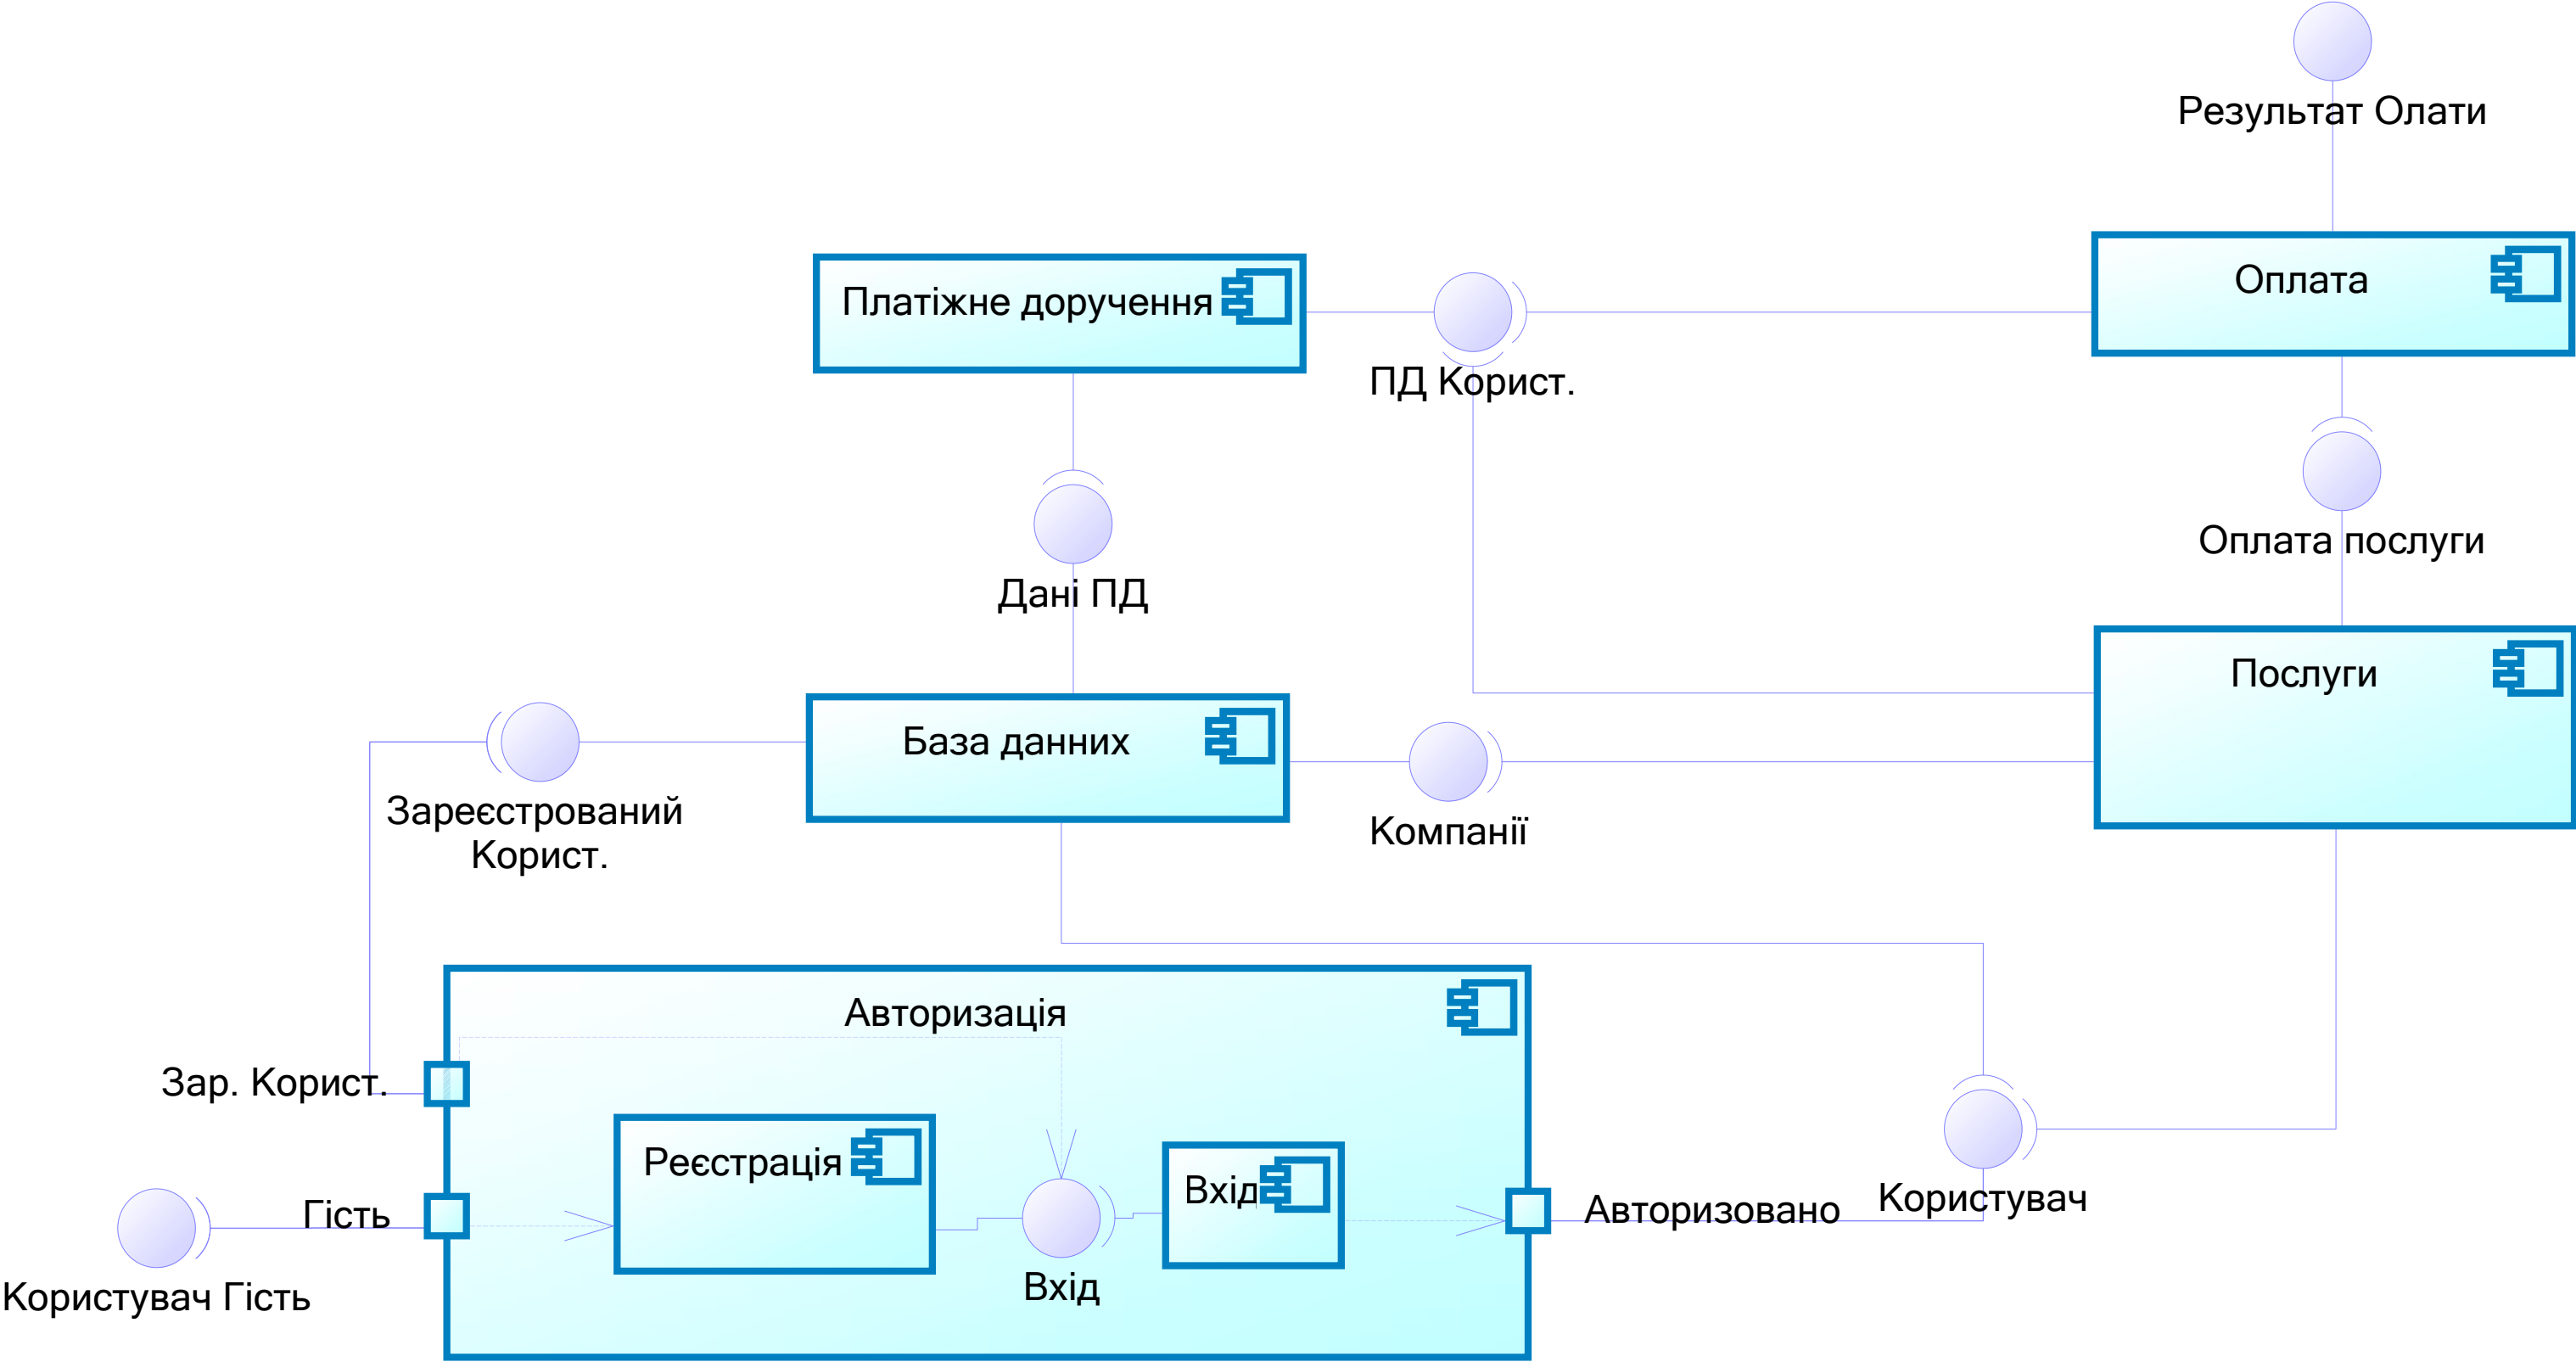 Результат Олати
Оплата
Платіжне доручення
ПД Корист.
Оплата послуги
Дані ПД
Послуги
База данних
Зареєстрований
Корист.
Компанії
Авторизація
Зар. Корист.
Реєстрація
Вхід
Гість
Авторизовано
Користувач
Вхід
Користувач Гість